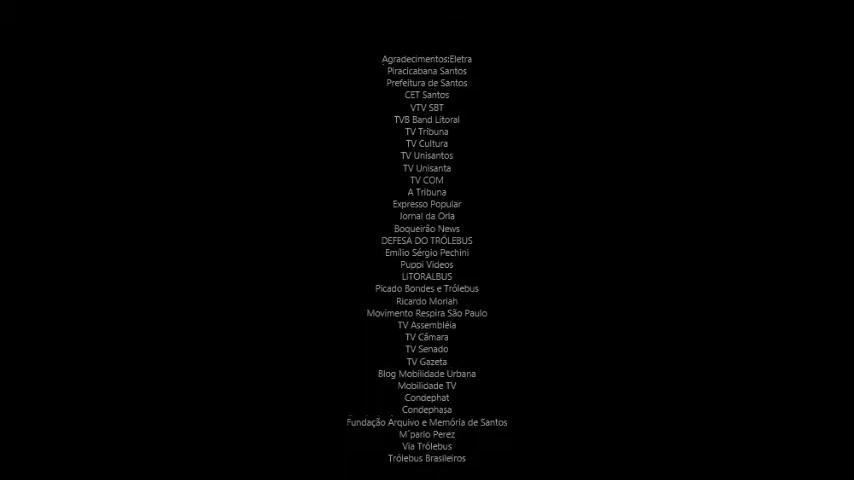 Agradecimentos:Eletra
Piracicabana Santos
Prefeitura de Santos
CET Santos
VTV SBT
TVB Band Litoral
TV Tribuna
TV Cultura
TV Unisantos
TV Unisanta
TV COM
A Tribuna
Expresso Popular
Jornal da Orla
Boqueirão News
DEFESA DO TRÓLEBUS
Emílio Sérgio Pechini
Puppi Vídeos
LITORALBUS
Picado Bondes e Trólebus
Ricardo Moriah
Movimento Respira São Paulo
TV Assembléia
TV Câmara
TV Senado
TV Gazeta
Blog Mobilidade Urbana
Mobilidade TV
Condephat
Condephasa
Fundação Arquivo e Memória de Santos
M´pario Perez
Via Trólebus
Trólebus Brasileiros